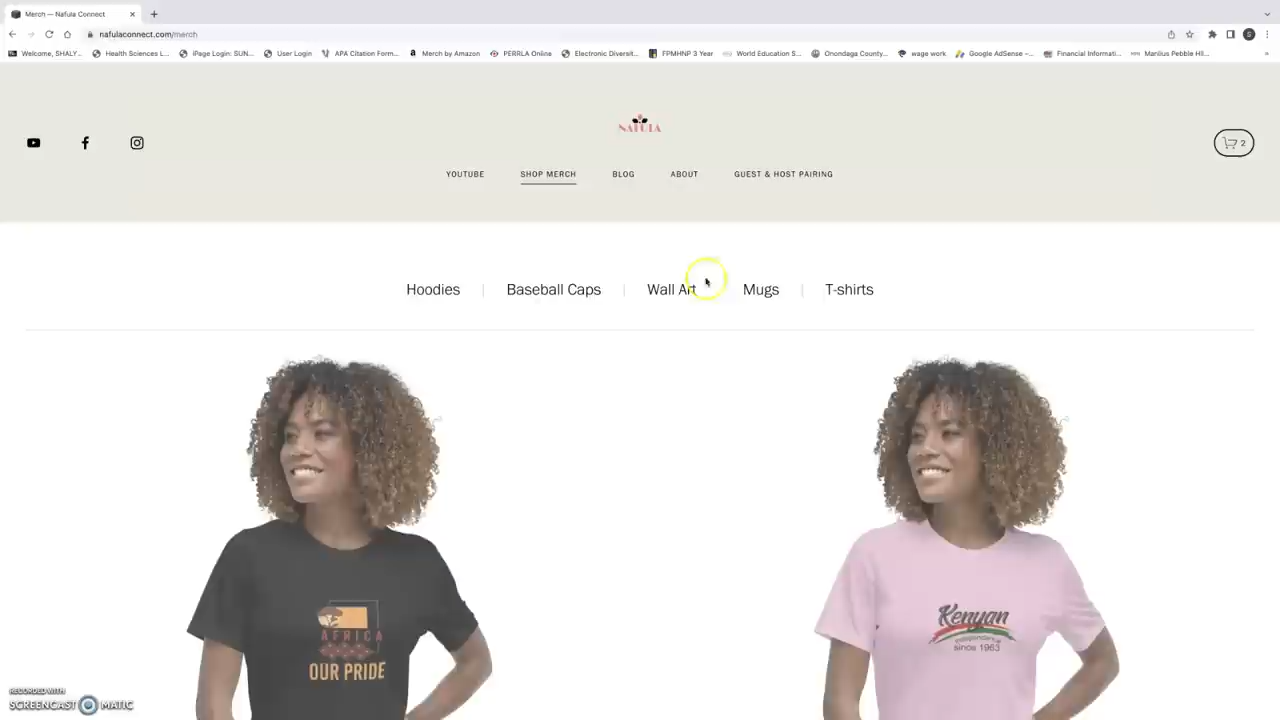 Merch — Nafula Connect
nafulaconnect.com/merch
Welcome, SHALY...
Health Sciences L...
iPage Login: SUN...
User Login
APA Citation Form...
Merch by Amazon
PERRLA Online
Electronic Diversit...
FPMHNP 3 Year
World Education S...
Onondaga County...
wage work
Google AdSense –...
Financial Informati...
Manlius Pebble Hill...
NAFULA
2
YOUTUBE
SHOP MERCH
BLOG
ABOUT
GUEST & HOST PAIRING
Hoodies | Baseball Caps | Wall Art Mugs | T-shirts
AFRICA
OUR PRIDE
Kenyan
since 1963
RECORDED WITH
SCREENCAST MATIC